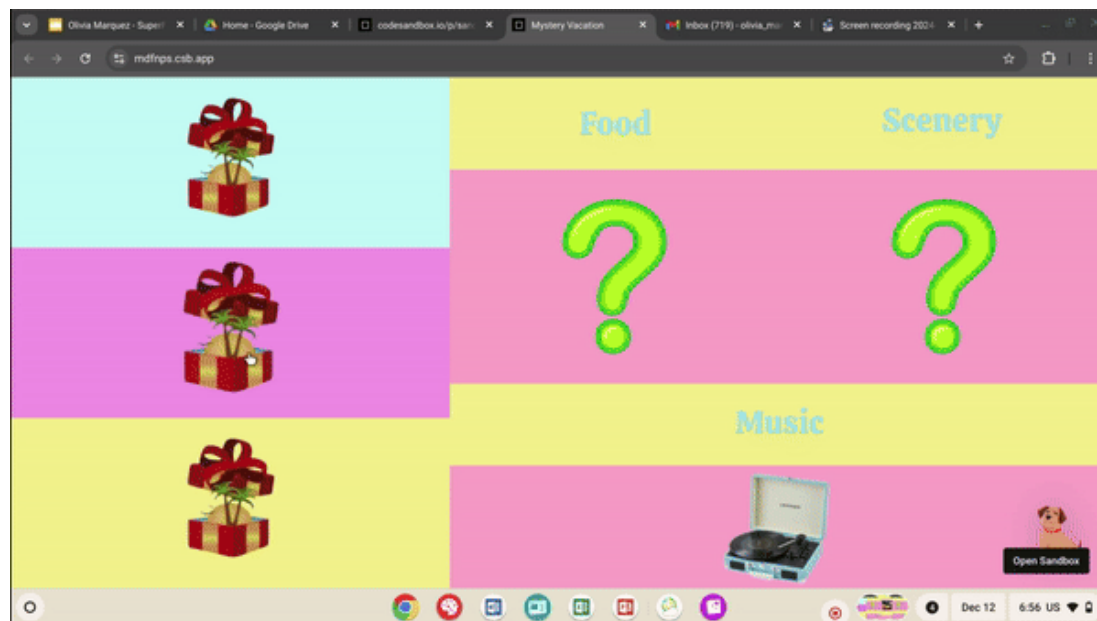 Olivia Marquez - Super
Home - Google Drive
codesandbox.io/p/san
Mystery Vacation
Inbox (719) - olivia_ma
Screen recording 2024-
mdfnps.csb.app
Food
Scenery
Music
Open Sandbox
4
Dec 12
6:56 US